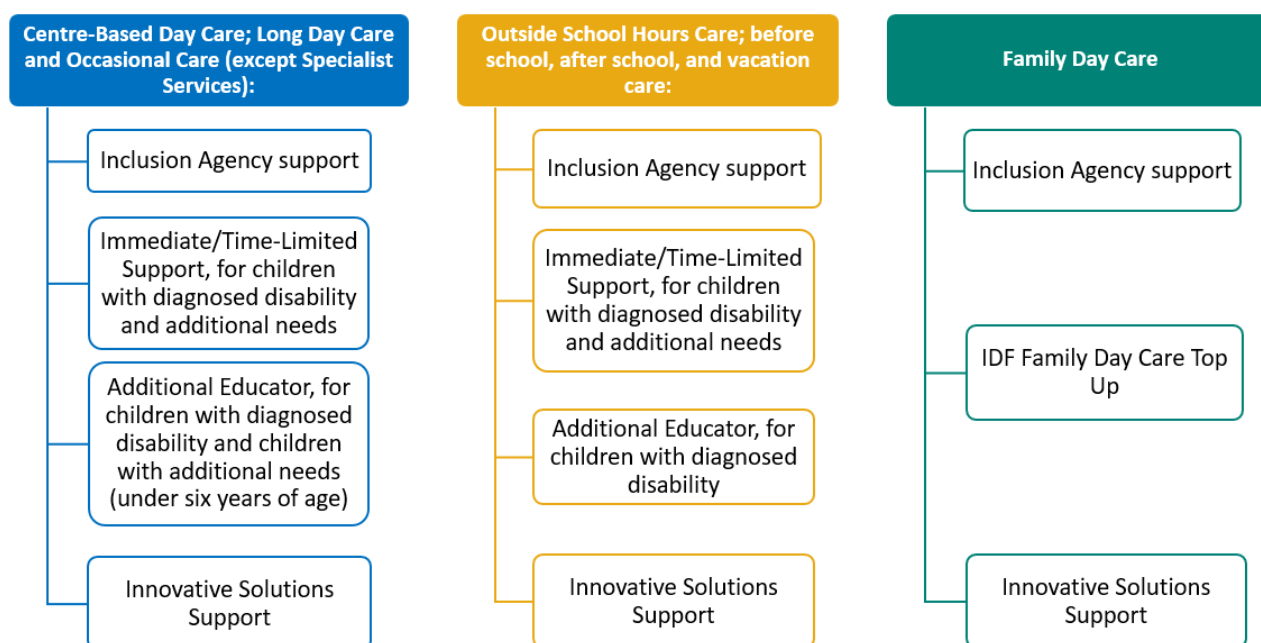 Centre-Based Day Care; Long Day Care
and Occasional Care (except Specialist
Services):
Inclusion Agency support
Immediate/Time-Limited
Support, for children
with diagnosed disability
and additional needs
Additional Educator, for
children with diagnosed
disability and children
with additional needs
(under six years of age)
Innovative Solutions
Support
Outside School Hours Care; before
school, after school, and vacation
care:
Inclusion Agency support
Immediate/Time-Limited
Support, for children
with diagnosed disability
and additional needs
Additional Educator, for
children with diagnosed
disability
Innovative Solutions
Support
Family Day Care
Inclusion Agency support
IDF Family Day Care Top
Up
Innovative Solutions
Support